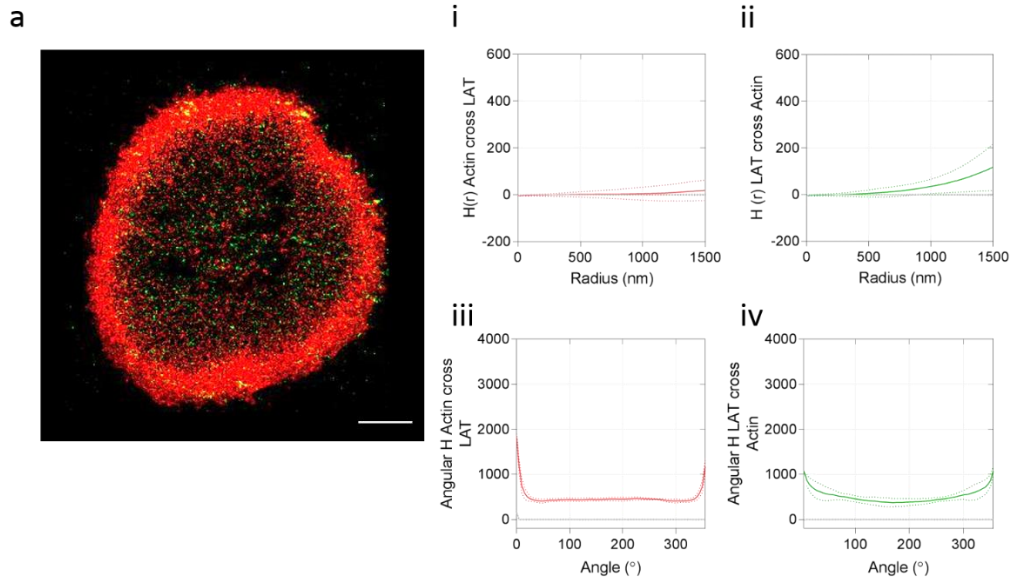 a
i
600
400
200
0
-200
H(r) Actin cross LAT
0
500
1000
1500
Radius (nm)
ii
600
400
200
0
-200
H (r) LAT cross Actin
0
500
1000
1500
Radius (nm)
iii
4000
3000
2000
1000
0
Angular H Actin cross
LAT
0
100
200
300
Angle (°)
iv
4000
3000
2000
1000
0
Angular H LAT cross
Actin
100
200
300
Angle (°)